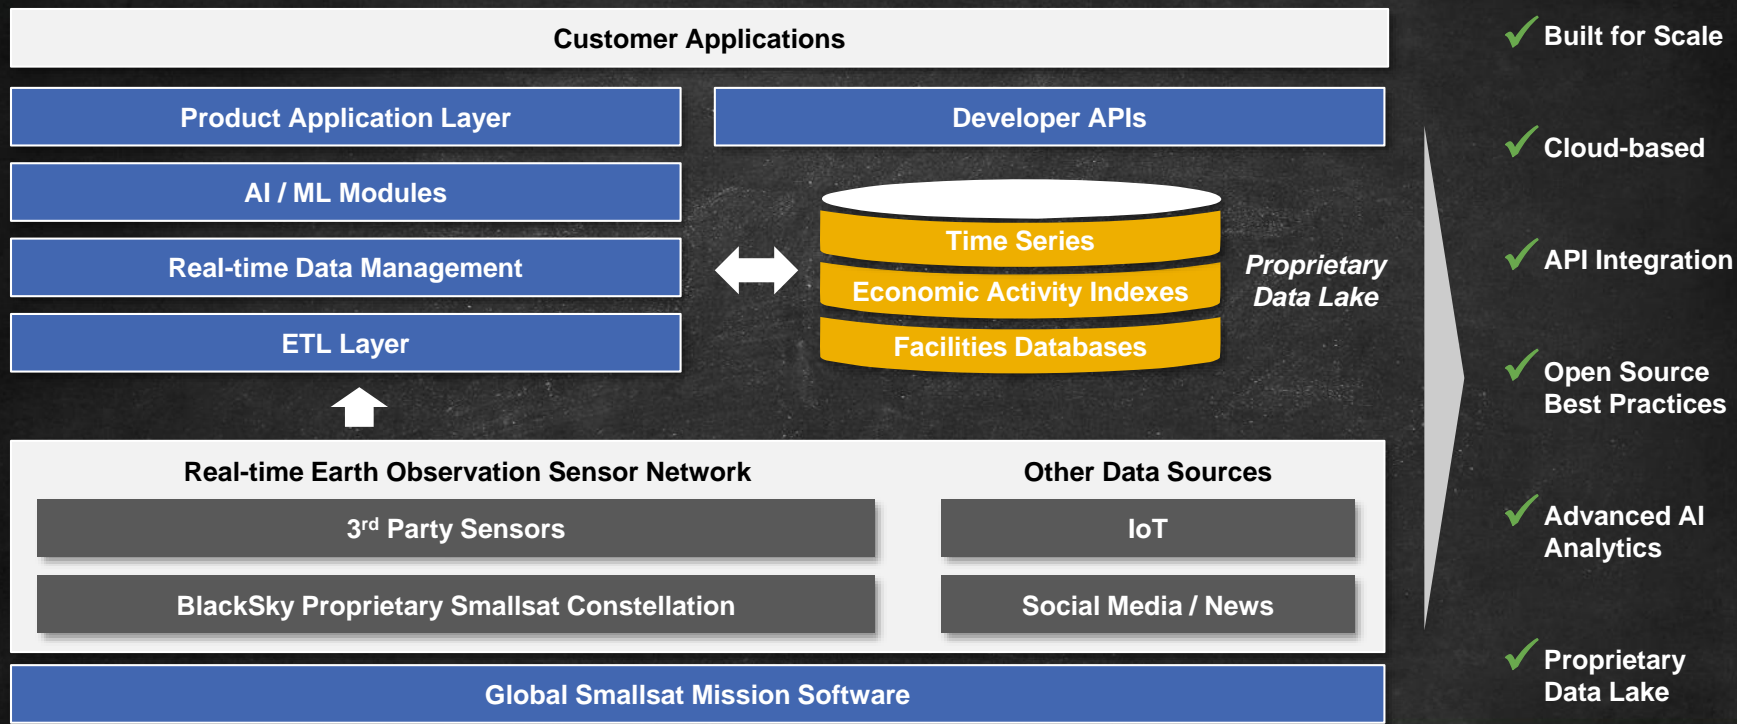 Customer Applications
Product Application Layer
Developer APIs
AI / ML Modules
Real-time Data Management
ETL Layer
Time Series
Economic Activity Indexes
Facilities Databases
Proprietary
Data Lake
Real-time Earth Observation Sensor Network
3rd Party Sensors
BlackSky Proprietary Smallsat Constellation
Other Data Sources
IoT
Social Media / News
Global Smallsat Mission Software
Built for Scale
Cloud-based
API Integration
Open Source
Best Practices
Advanced AI
Analytics
Proprietary
Data Lake